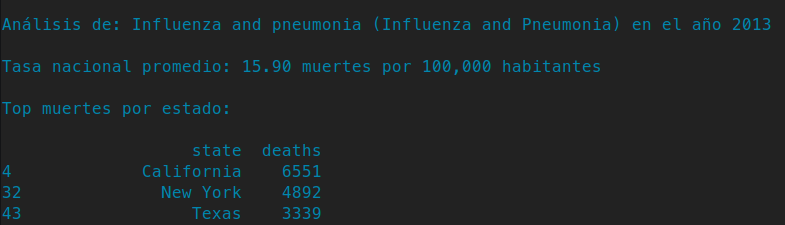 Análisis de: Influenza and pneumonia (Influenza and Pneumonia) en el año 2013
Tasa nacional promedio: 15.90 muertes por 100,000 habitantes
Top muertes por estado:
state deaths
4 California 6551
32 New York 4892
43 Texas 3339